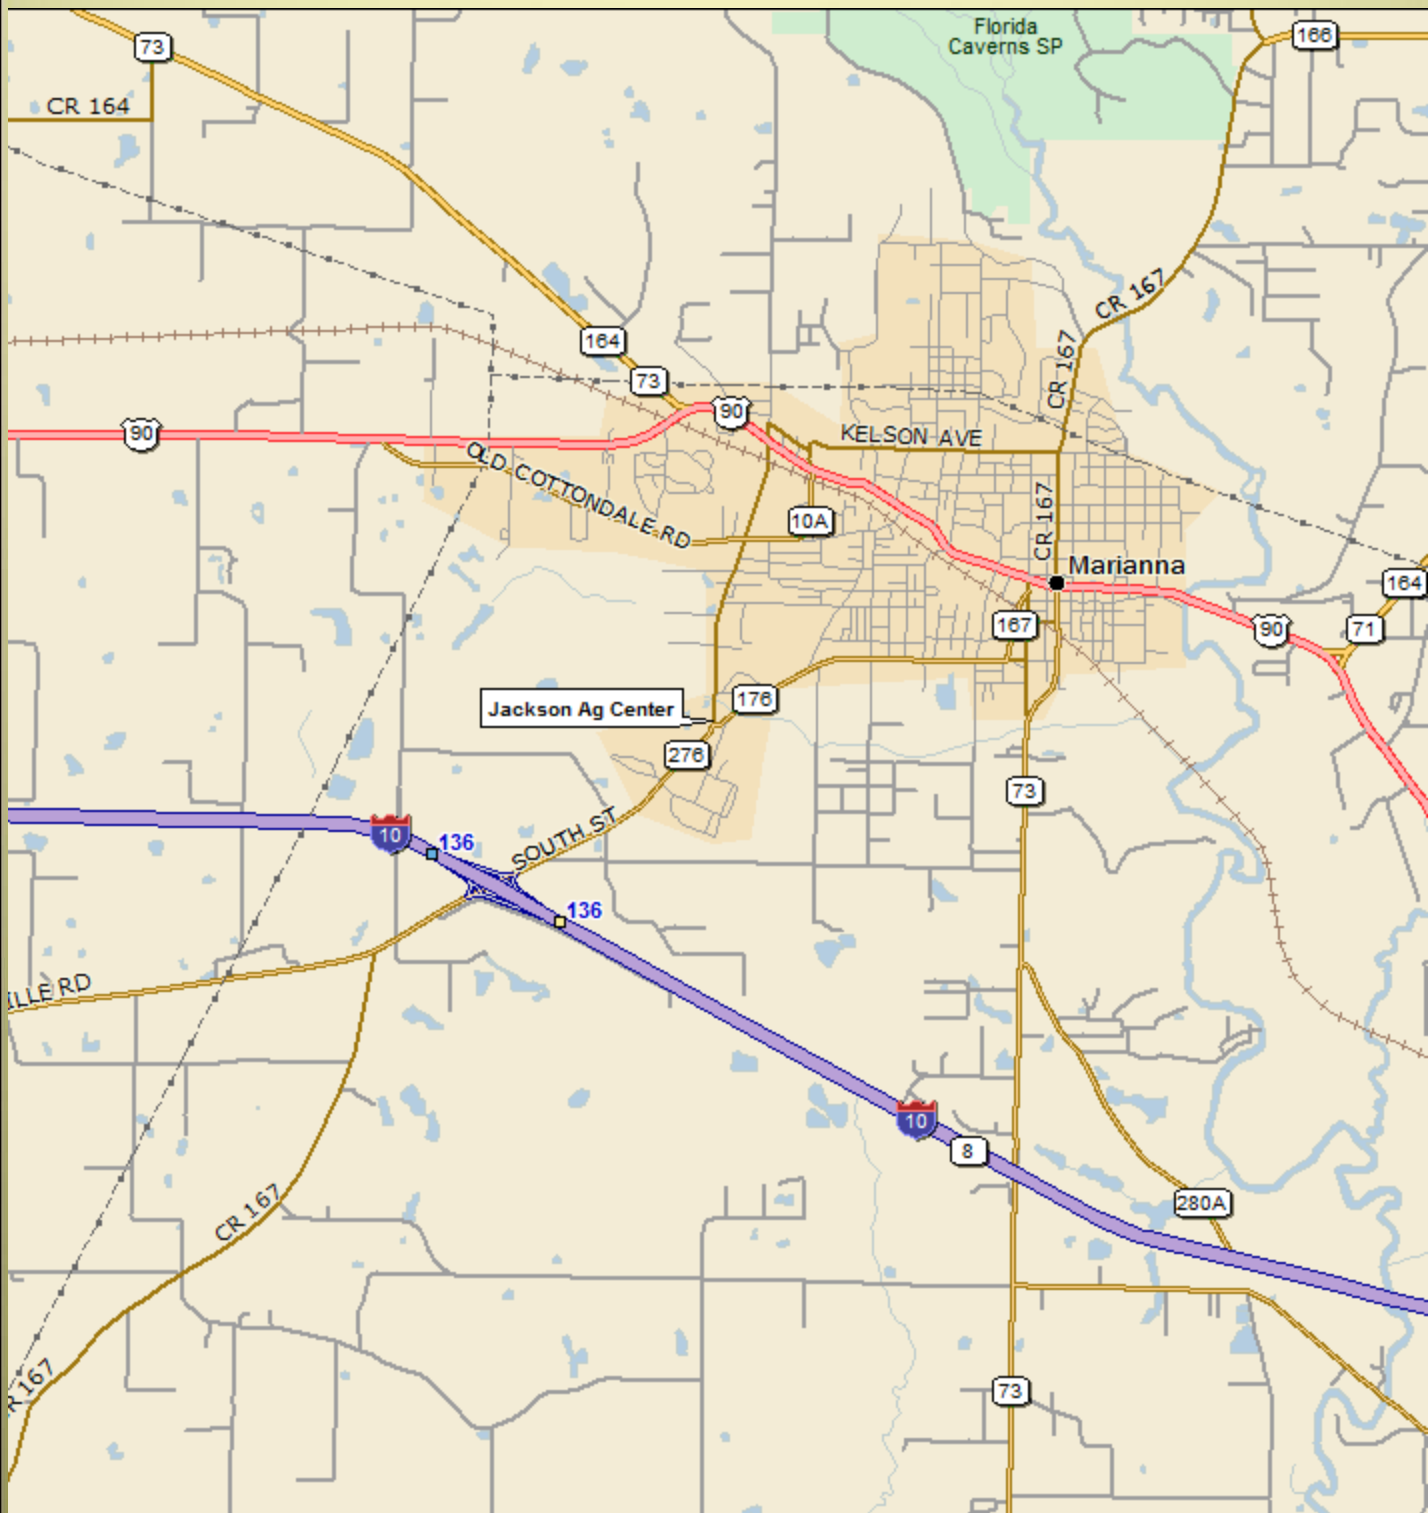 Florida
Caverns SP
166
73
CR 164
CR 167
CR 167
164
73
90
90
KELSON AVE
OLD COTTONDALE RD
10A
CR 167
Marianna
164
167
90
71
176
Jackson Ag Center
276
73
10
136
SOUTH ST
136
ILLE RD
10
8
280A
CR 167
R 167
73